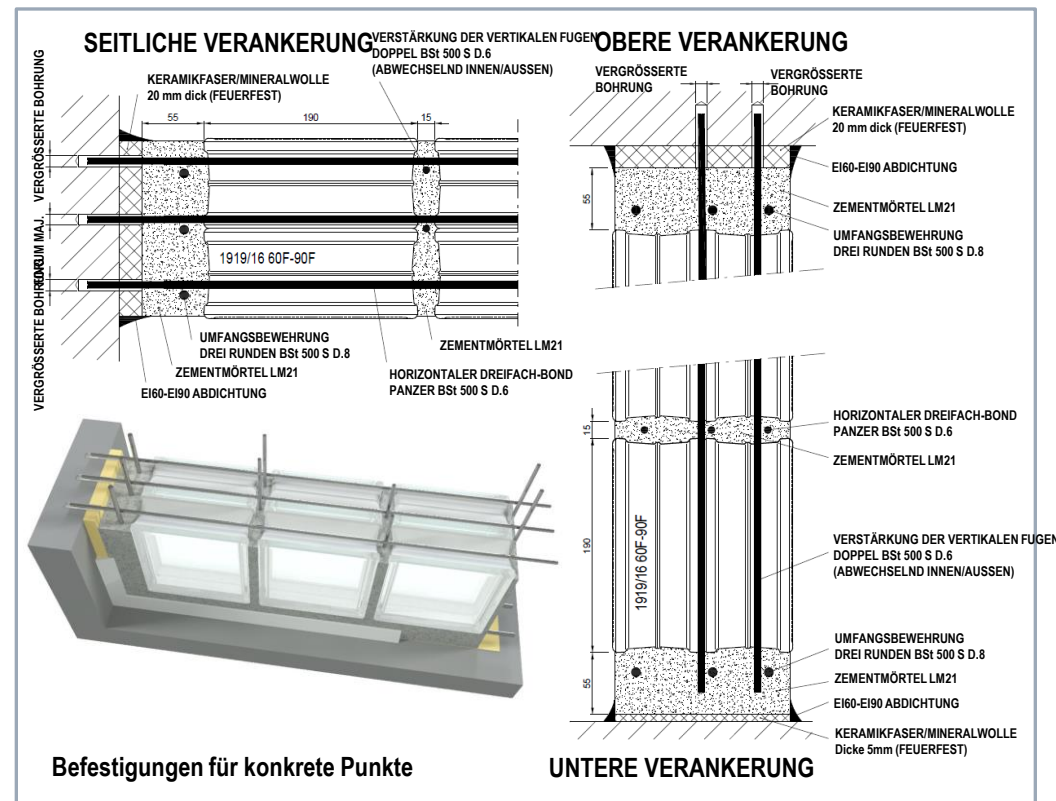 SEITLICHE VERANKERUNG
VERSTÄRKUNG DER VERTIKALEN FUGEN
DOPPEL BSt 500 S D.6
(ABWECHSELND INNEN/AUSSEN)
KERAMIKFASER/MINERALWOLLE
20 mm dick (FEUERFEST)
55
190
15
VERGRÖSSERTE BOHRUNG
VERGRÖSSERTE BOHRUNG
1919/16 60F-90F
UMFANGSBEWEHRUNG
DREI RUNDEN BSt 500 S D.8
ZEMENTMÖRTEL LM21
EI60-EI90 ABDICHTUNG
ZEMENTMÖRTEL LM21
HORIZONTALER DREIFACH-BOND
PANZER BSt 500 S D.6
Befestigungen für konkrete Punkte
OBERE VERANKERUNG
VERGRÖSSERTE
BOHRUNG
VERGRÖSSERTE
BOHRUNG
KERAMIKFASER/MINERALWOLLE
20 mm dick (FEUERFEST)
EI60-EI90 ABDICHTUNG
55
ZEMENTMÖRTEL LM21
UMFANGSBEWEHRUNG
DREI RUNDEN BSt 500 S D.8
15
HORIZONTALER DREIFACH-BOND
PANZER BSt 500 S D.6
ZEMENTMÖRTEL LM21
190
1919/16 60F-90F
VERSTÄRKUNG DER VERTIKALEN FUGEN
DOPPEL BSt 500 S D.6
(ABWECHSELND INNEN/AUSSEN)
55
UMFANGSBEWEHRUNG
DREI RUNDEN BSt 500 S D.8
ZEMENTMÖRTEL LM21
EI60-EI90 ABDICHTUNG
KERAMIKFASER/MINERALWOLLE
Dicke 5mm (FEUERFEST)
UNTERE VERANKERUNG